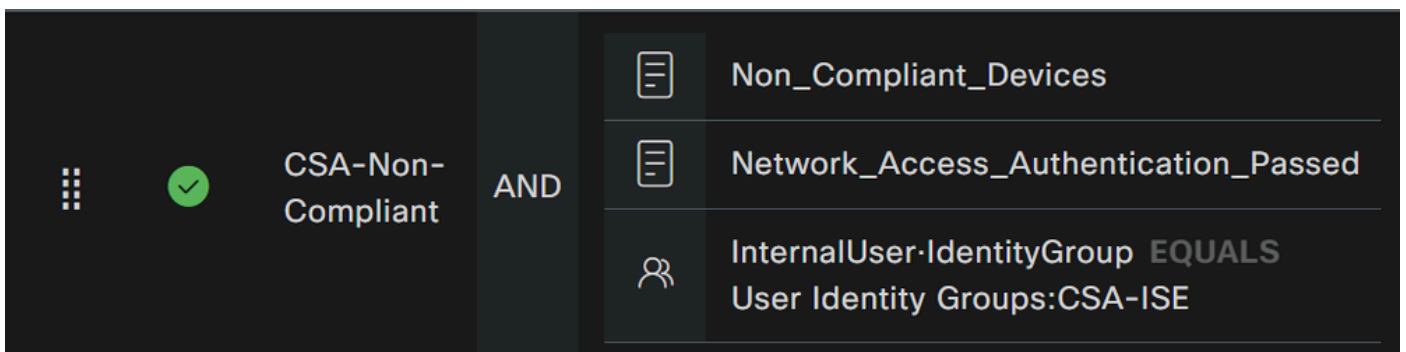 CSA-Non-
Compliant
AND
Non_Compliant_Devices
Network_Access_Authentication_Passed
InternalUser·IdentityGroup EQUALS
User Identity Groups:CSA-ISE